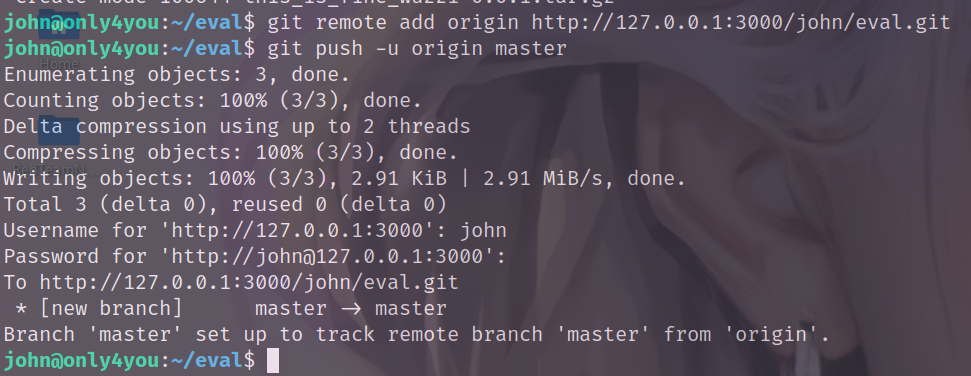 create mode 100644 this_is_fine_wuzzi-0.0.1.tar.gz
john@only4you:~/eval$ git remote add origin http://127.0.0.1:3000/john/eval.git
john@only4you:~/eval$ git push -u origin master
Home
Enumerating objects: 3, done.
Counting objects: 100% (3/3), done.
Delta compression using up to 2 threads
Compressing objects: 100% (3/3), done.
Writing objects: 100% (3/3), 2.91 KiB | 2.91 MiB/s, done.
Total 3 (delta 0), reused 0 (delta 0)
Username for 'http://127.0.0.1:3000': john
Password for 'http://john@127.0.0.1:3000':
To http://127.0.0.1:3000/john/eval.git
 * [new branch]      master -> master
Branch 'master' set up to track remote branch 'master' from 'origin'.
john@only4you:~/eval$